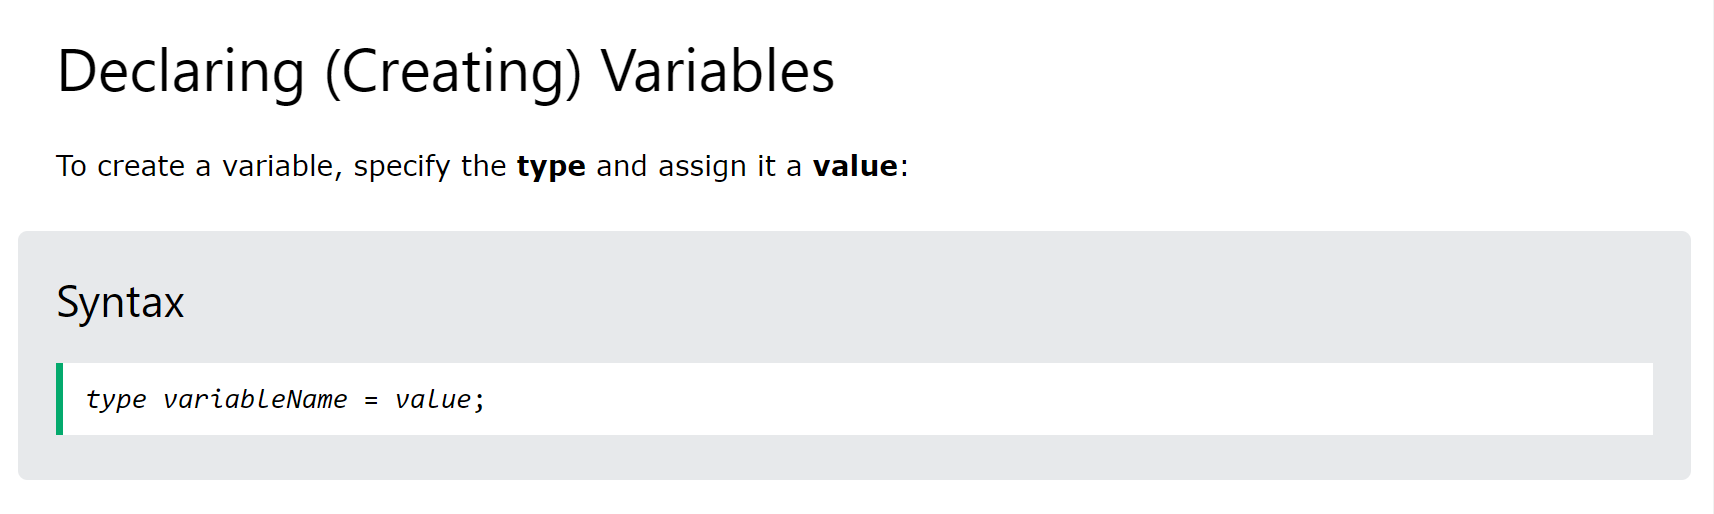 Declaring (Creating) Variables
To create a variable, specify the type and assign it a value:
Syntax
type variableName = value;